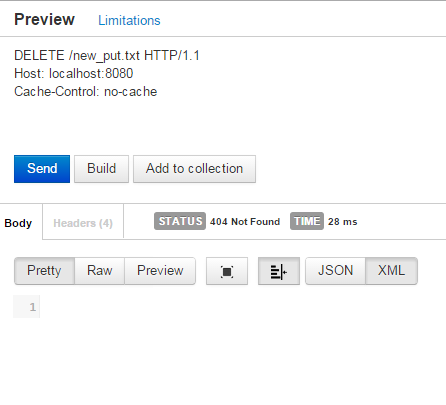 Preview Limitations
DELETE /new_put.txt HTTP/1.1
Host: localhost:8080
Cache-Control: no-cache
Send Build Add to collection
Body Headers (4) STATUS 404 Not Found TIME 28 ms
Pretty Raw Preview JSON XML
1